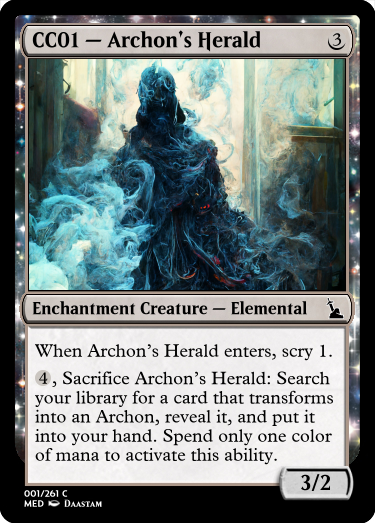 CC01 — Archon's Herald 3
Enchantment Creature — Elemental
When Archon's Herald enters, scry 1.
4, Sacrifice Archon's Herald: Search
your library for a card that transforms
into an Archon, reveal it, and put it
into your hand. Spend only one color
of mana to activate this ability.
3/2
001/261 C
MED Daastam